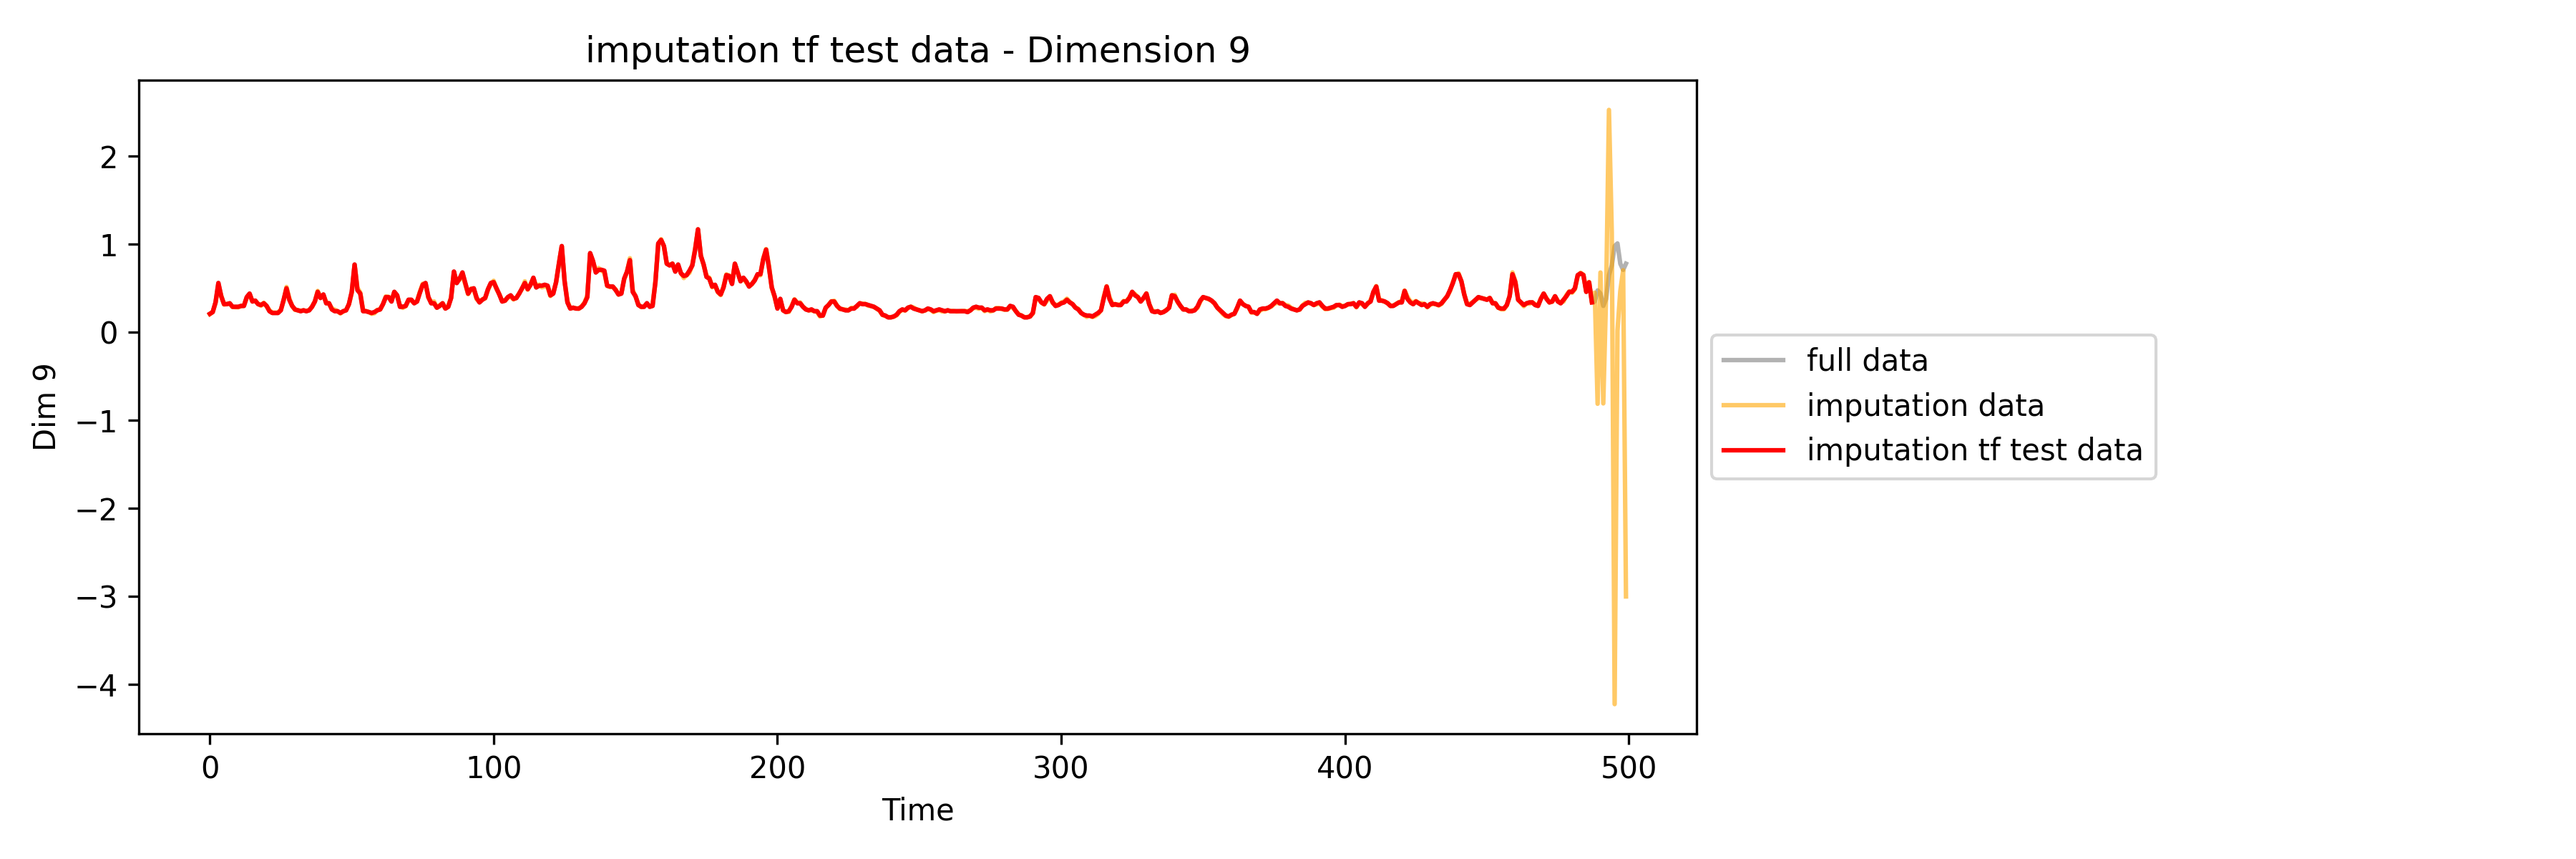 imputation tf test data - Dimension 9
2
1
0
−1
−2
−3
−4
Dim 9
0
100
200
300
400
500
Time
full data
imputation data
imputation tf test data